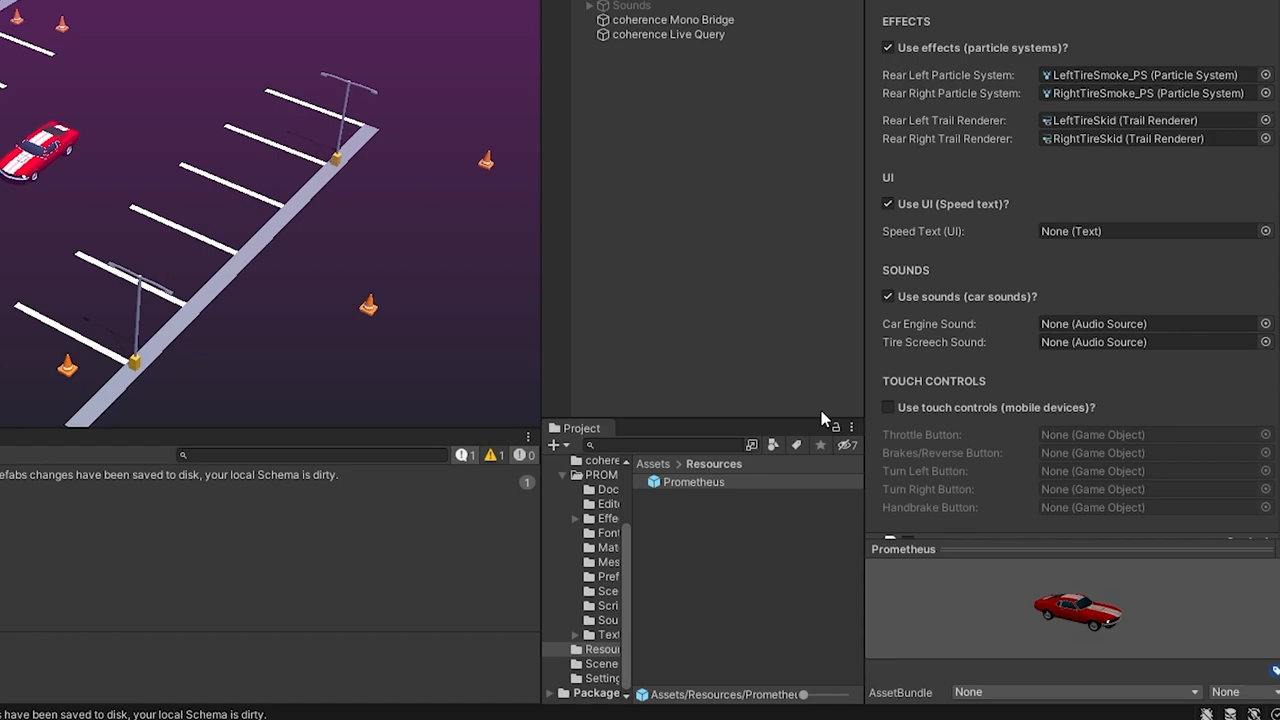 Sounds
coherence Mono Bridge
coherence Live Query
EFFECTS
Use effects (particle systems)?
Rear Left Particle System: LeftTireSmoke_PS (Particle System)
Rear Right Particle System: RightTireSmoke_PS (Particle System)
Rear Left Trail Renderer: LeftTireSkid (Trail Renderer)
Rear Right Trail Renderer: RightTireSkid (Trail Renderer)
UI
Use UI (Speed text)?
Speed Text (UI): None (Text)
SOUNDS
Use sounds (car sounds)?
Car Engine Sound: None (Audio Source)
Tire Screech Sound: None (Audio Source)
TOUCH CONTROLS
Use touch controls (mobile devices)?
Throttle Button: None (Game Object)
Brakes/Reverse Button: None (Game Object)
Turn Left Button: None (Game Object)
Turn Right Button: None (Game Object)
Handbrake Button: None (Game Object)
Prometheus
AssetBundle None None
Project
7
cohere
PROM
Doc
Edit
Effe
Font
Mat
Mes
Pref
Sce
Scri
Sou
Text
Resou
Scene
Setting
Package
Assets > Resources
Prometheus
Assets/Resources/Prometheu
1 1 0
efabs changes have been saved to disk, your local Schema is dirty.
1
s have been saved to disk, your local Schema is dirty.